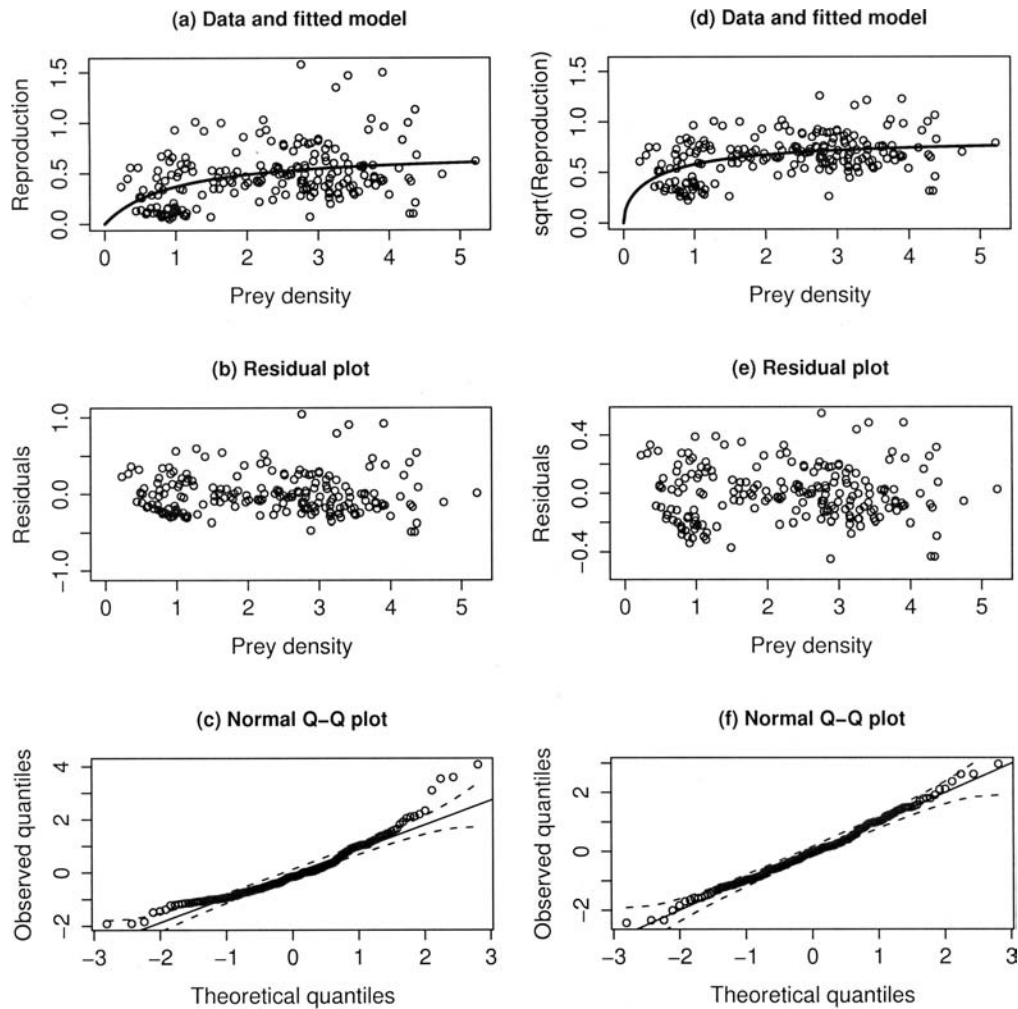 (a) Data and fitted model
Reproduction
0.0 0.5 1.0 1.5
0 1 2 3 4 5
Prey density
(d) Data and fitted model
sqrt(Reproduction)
0.0 0.5 1.0 1.5
0 1 2 3 4 5
Prey density
(b) Residual plot
Residuals
−1.0 0.0 1.0
0 1 2 3 4 5
Prey density
(e) Residual plot
Residuals
−0.4 0.0 0.4
0 1 2 3 4 5
Prey density
(c) Normal Q−Q plot
Observed quantiles
−2 0 2 4
−3 −2 −1 0 1 2 3
Theoretical quantiles
(f) Normal Q−Q plot
Observed quantiles
−2 0 2
−3 −2 −1 0 1 2 3
Theoretical quantiles